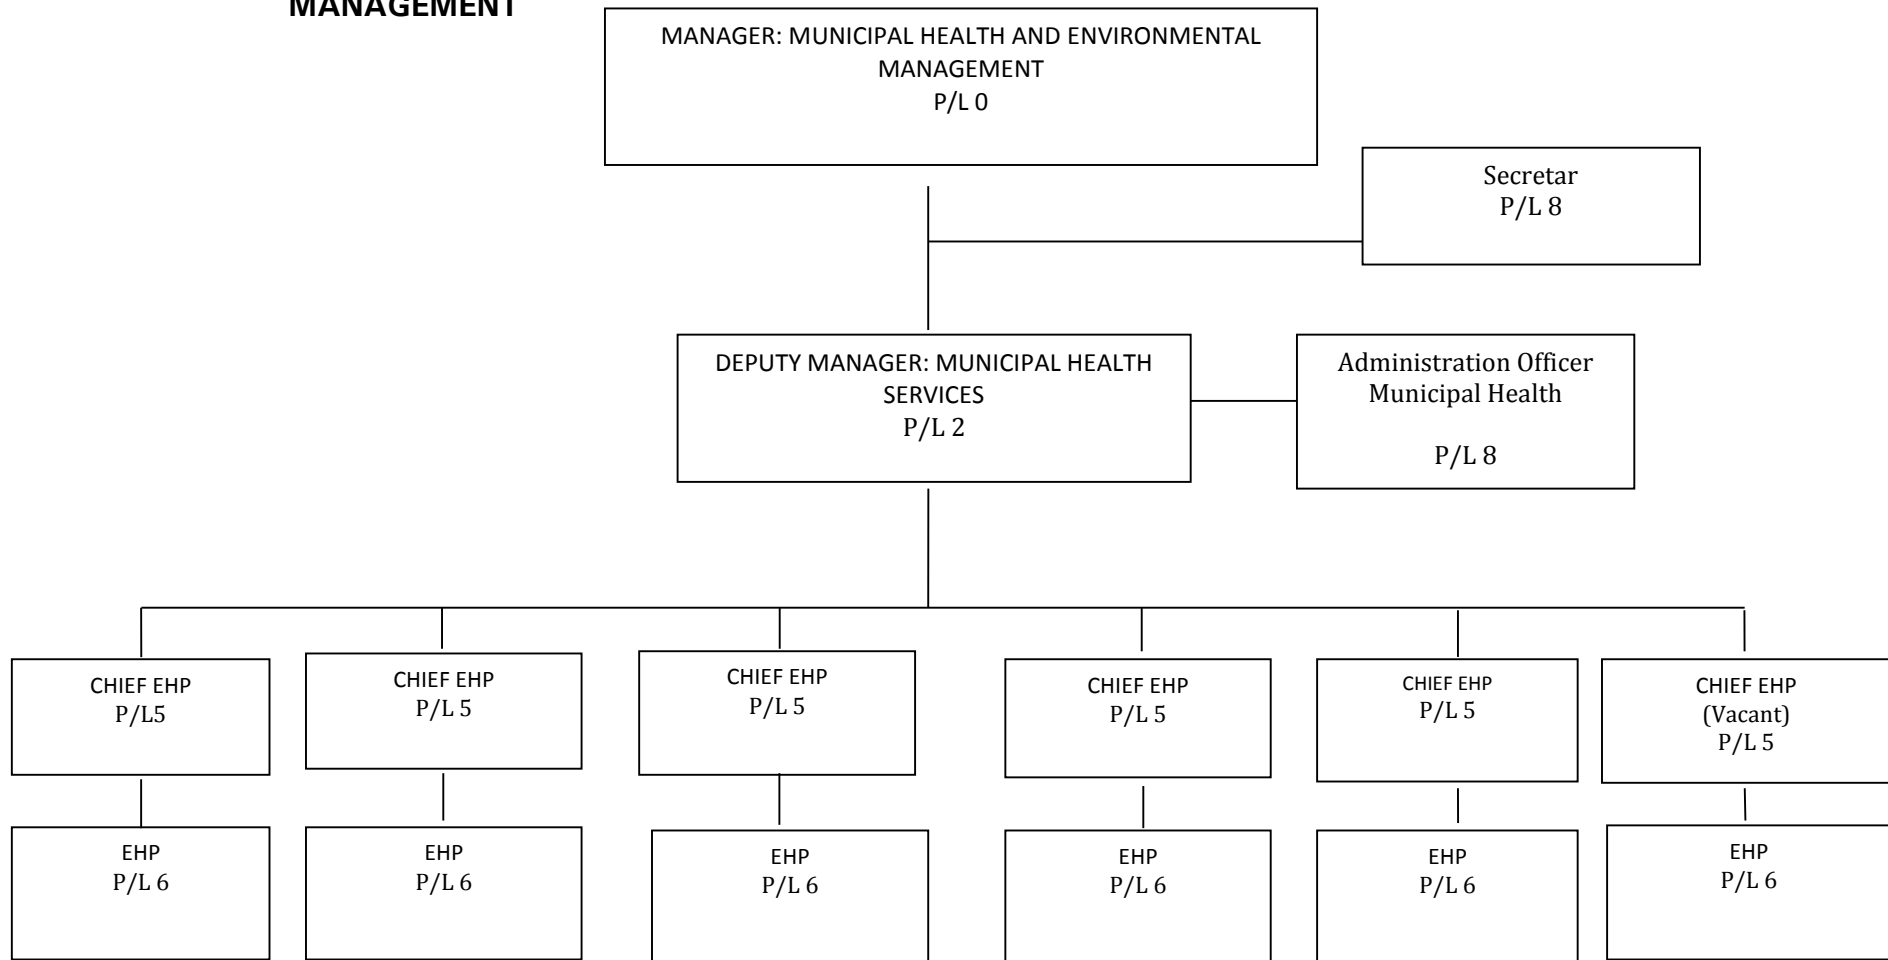 MANAGEMENT
MANAGER: MUNICIPAL HEALTH AND ENVIRONMENTAL
MANAGEMENT
P/L 0
Secretar
P/L 8
DEPUTY MANAGER: MUNICIPAL HEALTH
SERVICES
P/L 2
Administration Officer
Municipal Health
P/L 8
CHIEF EHP
P/L5
CHIEF EHP
P/L 5
CHIEF EHP
P/L 5
CHIEF EHP
P/L 5
CHIEF EHP
P/L 5
CHIEF EHP
(Vacant)
P/L 5
EHP
P/L 6
EHP
P/L 6
EHP
P/L 6
EHP
P/L 6
EHP
P/L 6
EHP
P/L 6